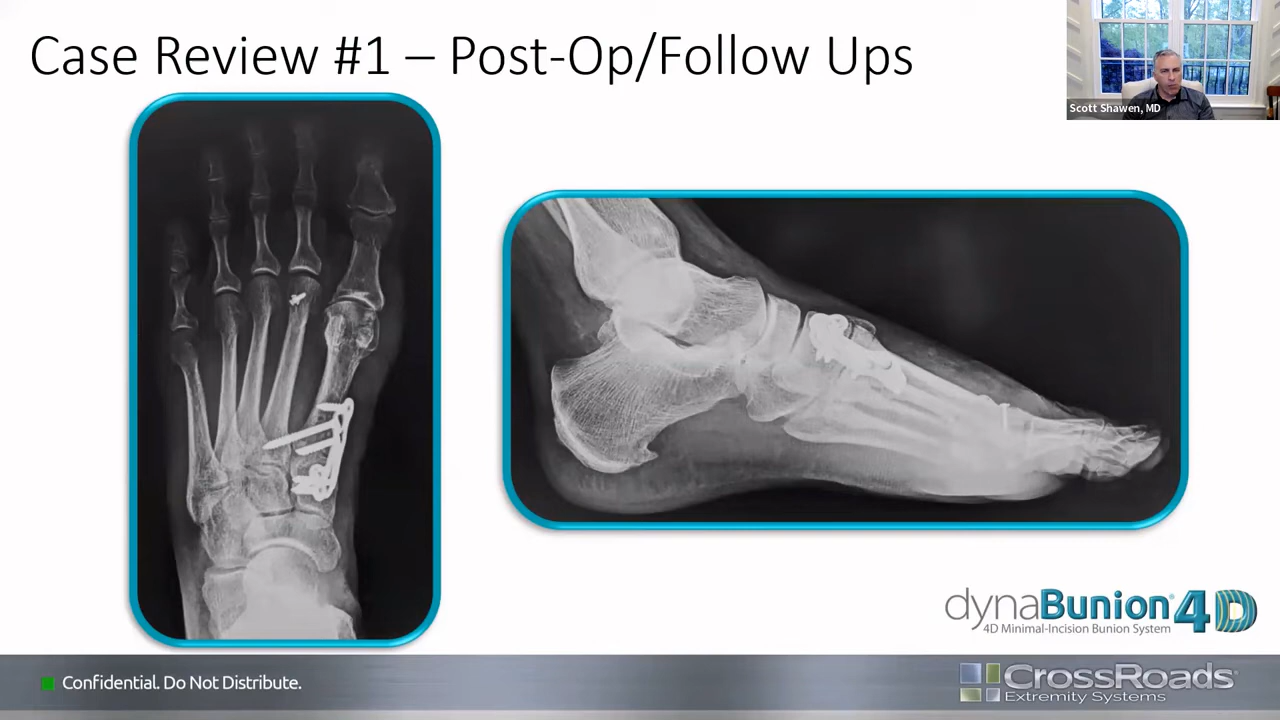 Case Review #1 – Post-Op/Follow Ups
Scott Shawen, MD
dynaBunion® 4D
4D Minimal-Incision Bunion System
Confidential. Do Not Distribute.
CrossRoads®
Extremity Systems